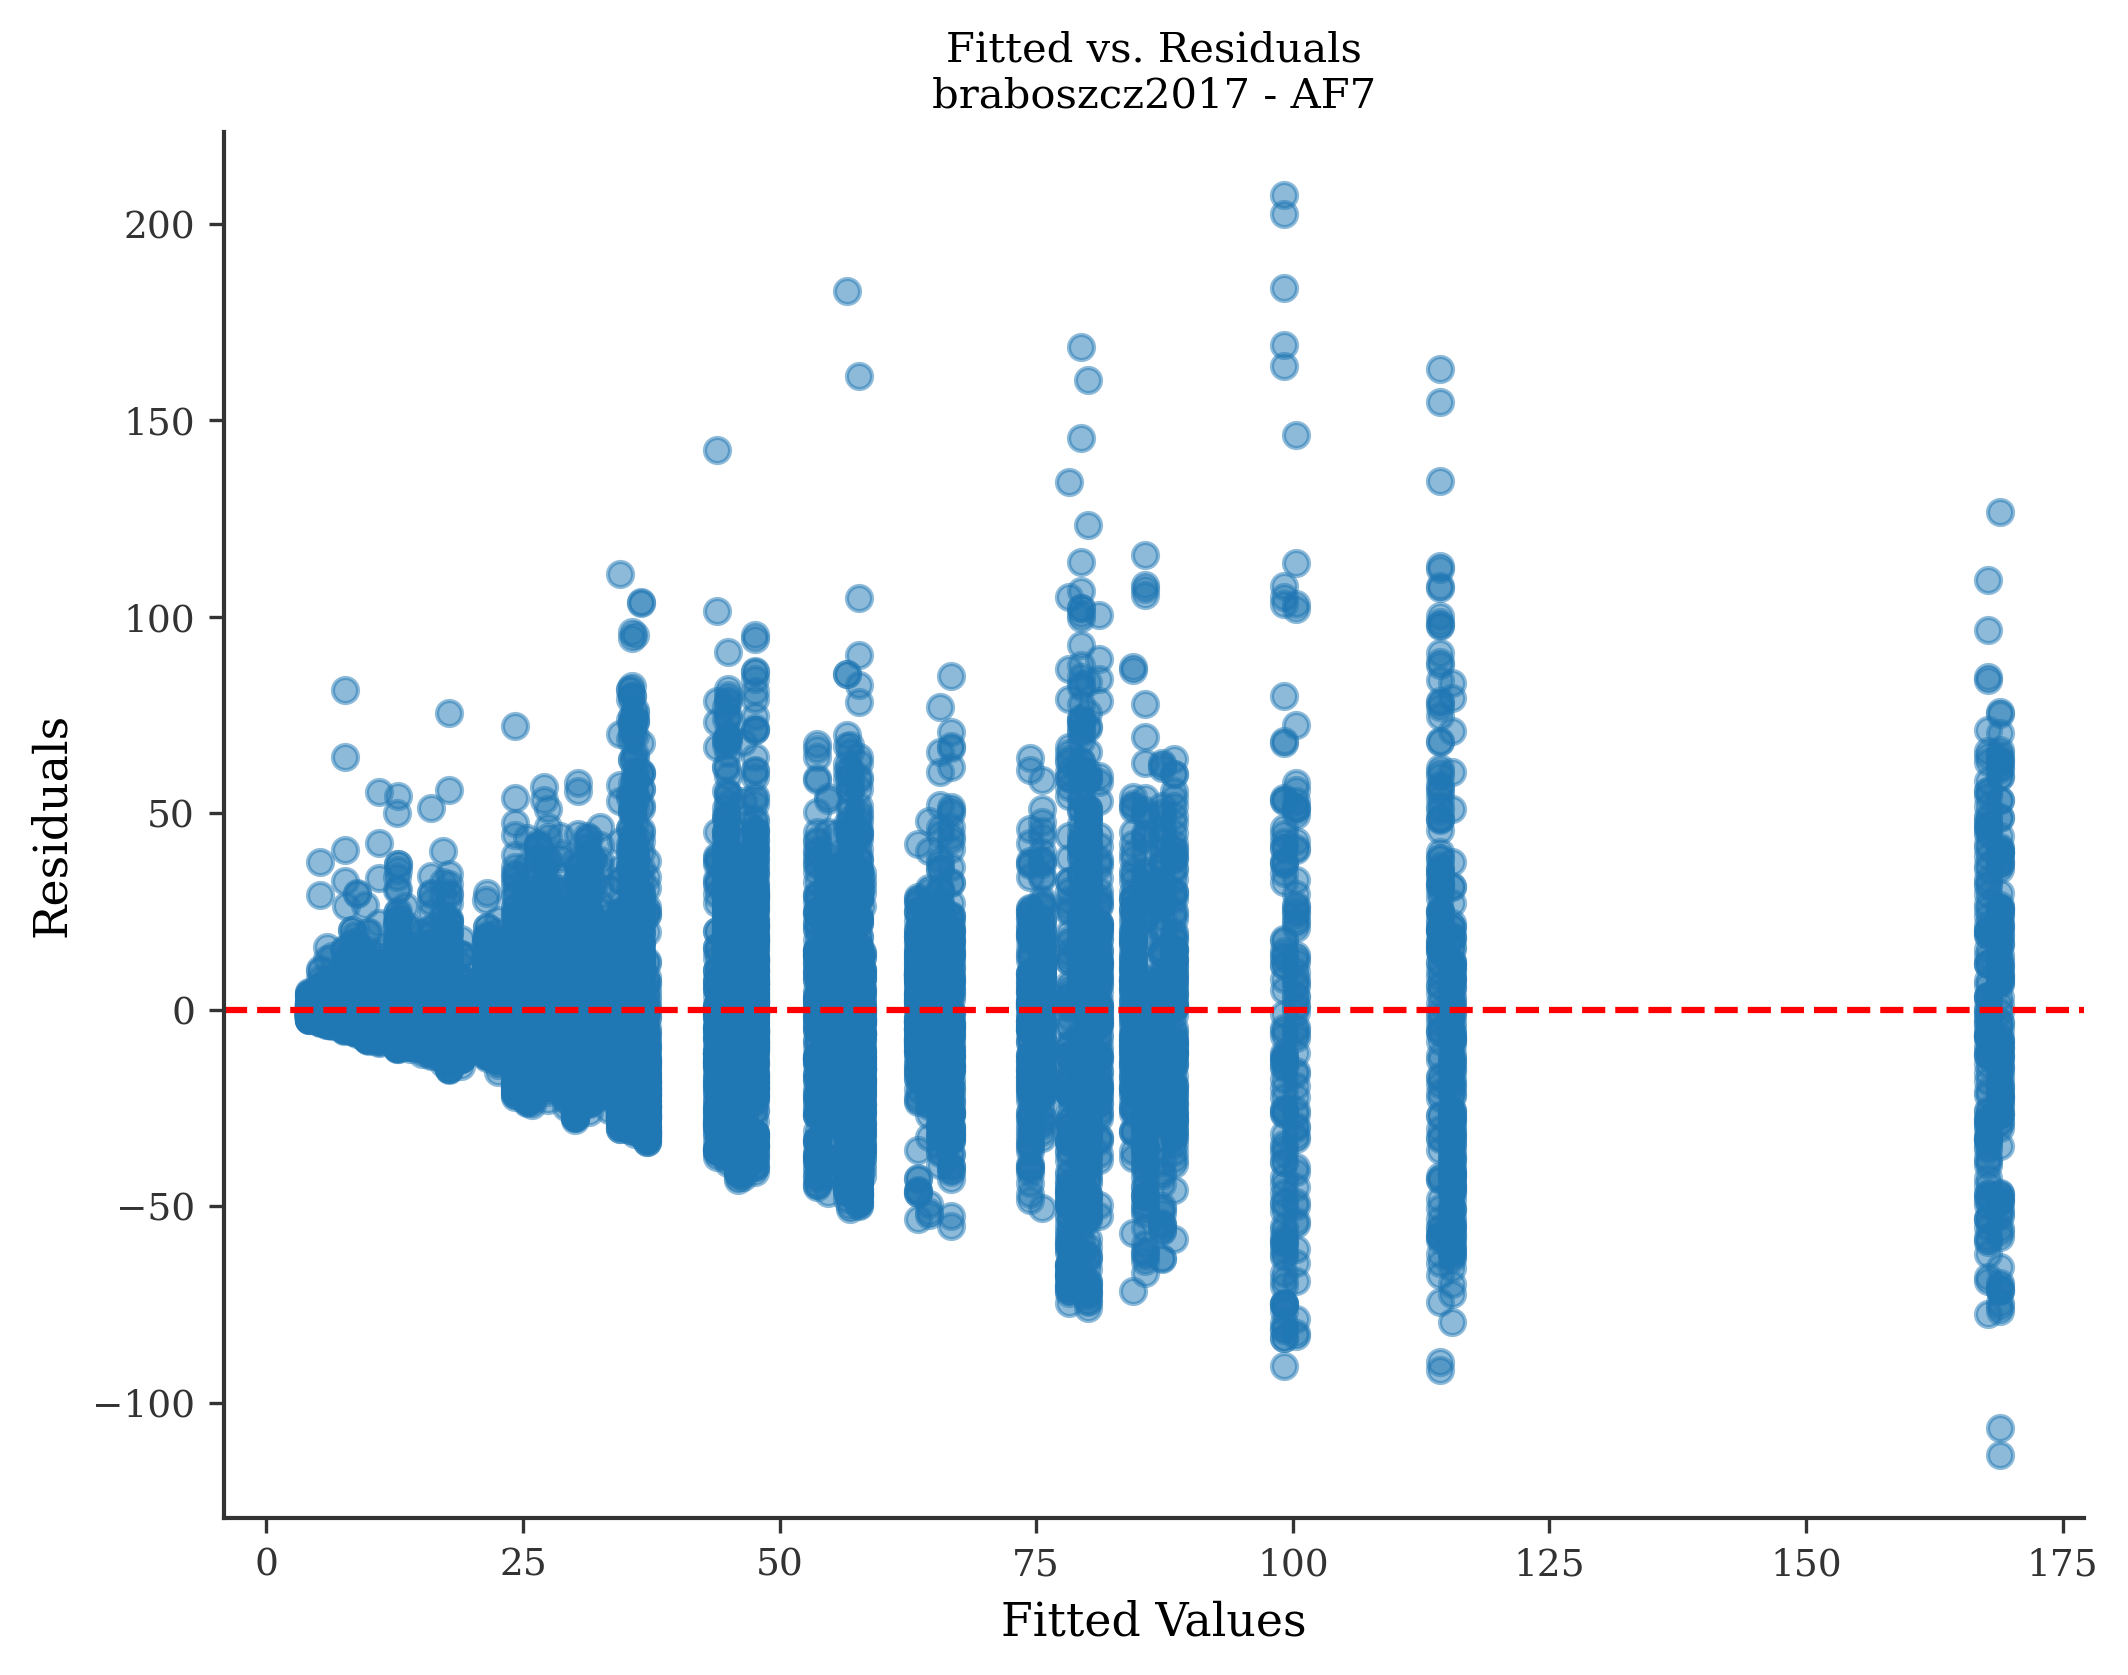 Fitted vs. Residuals
braboszcz2017 - AF7
200
150
100
50
0
−50
−100
Residuals
0 25 50 75 100 125 150 175
Fitted Values